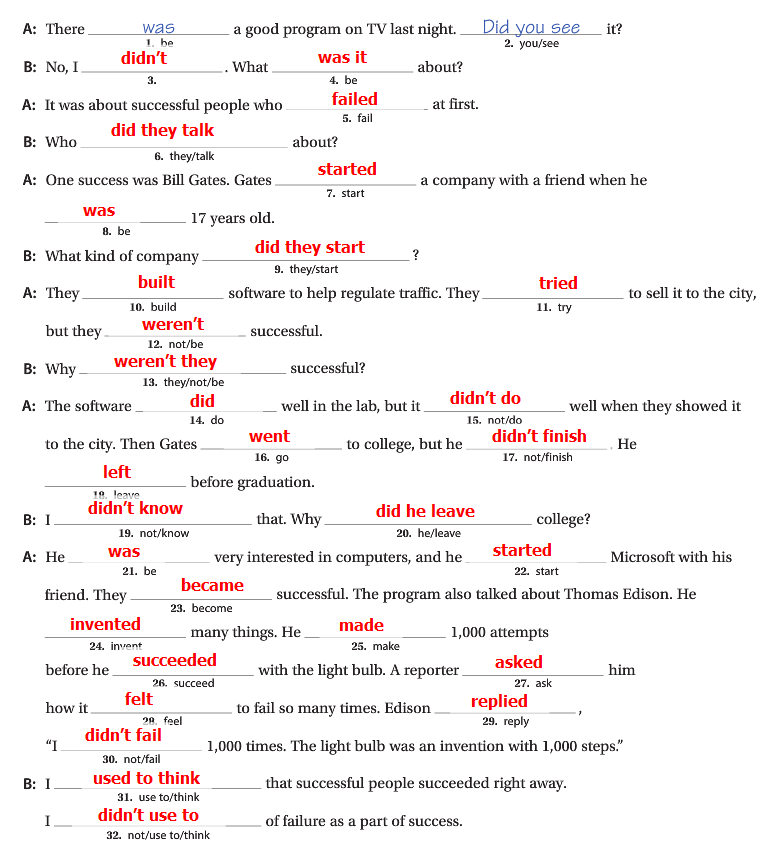 A: There was a good program on TV last night. Did you see it?
1. be 2. you/see
B: No, I didn't . What was it about?
3. 4. be
A: It was about successful people who failed at first.
5. fail
B: Who did they talk about?
6. they/talk
A: One success was Bill Gates. Gates started a company with a friend when he
7. start
was 17 years old.
8. be
B: What kind of company did they start ?
9. they/start
A: They built software to help regulate traffic. They tried to sell it to the city,
10. build 11. try
but they weren't successful.
12. not/be
B: Why weren't they successful?
13. they/not/be
A: The software did well in the lab, but it didn't do well when they showed it
14. do 15. not/do
to the city. Then Gates went to college, but he didn't finish . He
16. go 17. not/finish
left before graduation.
18. leave
B: I didn't know that. Why did he leave college?
19. not/know 20. he/leave
A: He was very interested in computers, and he started Microsoft with his
21. be 22. start
friend. They became successful. The program also talked about Thomas Edison. He
23. become
invented many things. He made 1,000 attempts
24. invent 25. make
before he succeeded with the light bulb. A reporter asked him
26. succeed 27. ask
how it felt to fail so many times. Edison replied ,
28. feel 29. reply
“I didn't fail 1,000 times. The light bulb was an invention with 1,000 steps.”
30. not/fail
B: I used to think that successful people succeeded right away.
31. use to/think
I didn't use to of failure as a part of success.
32. not/use to/think